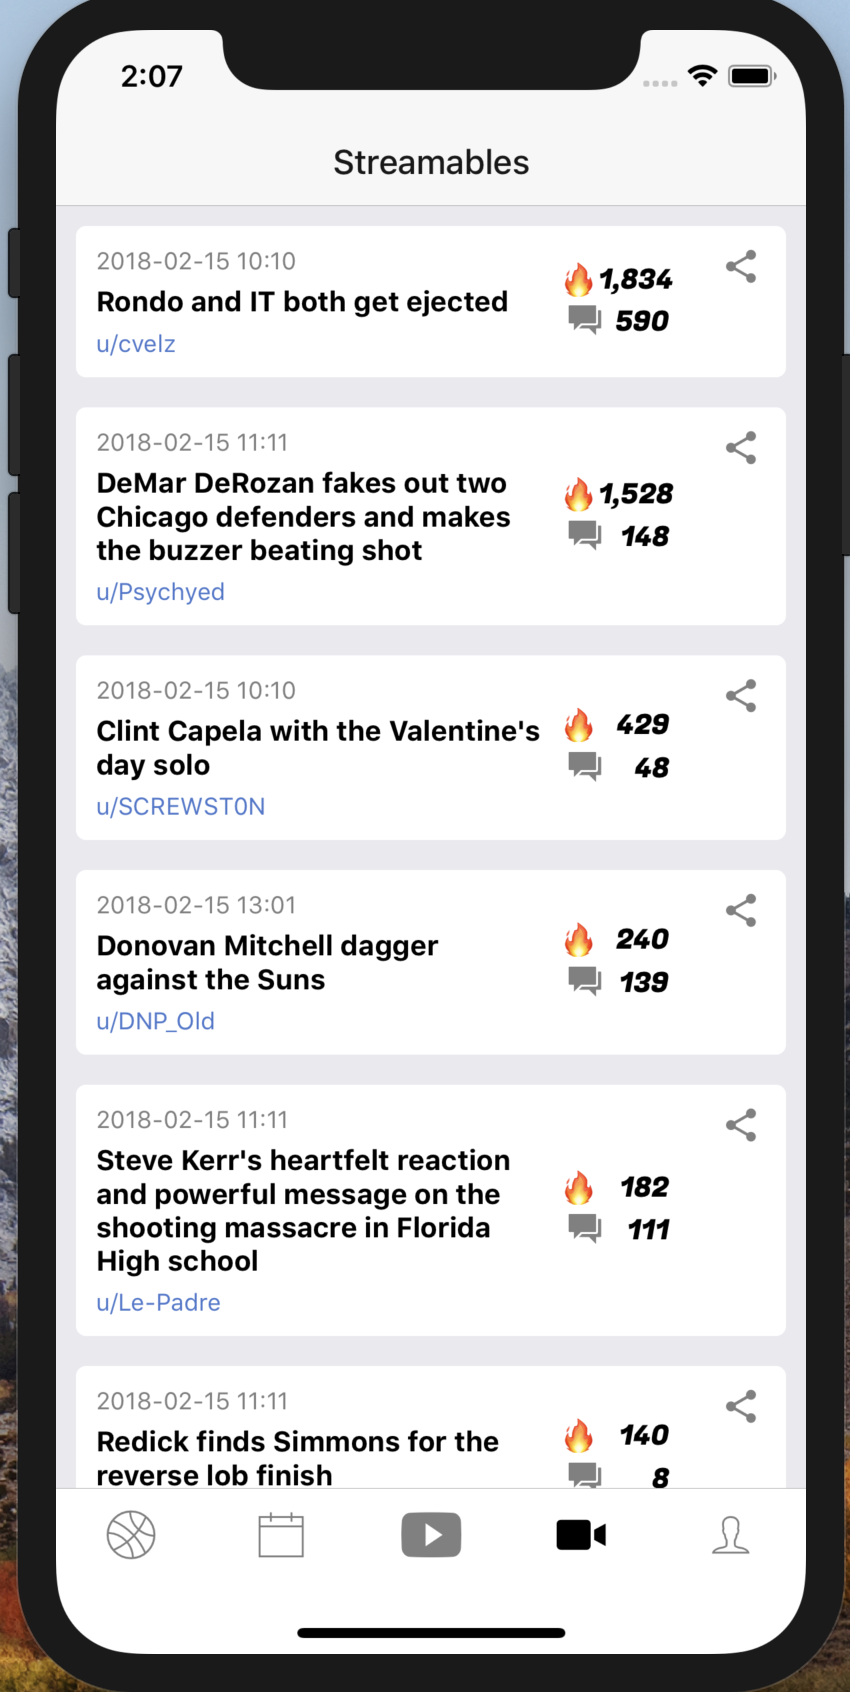 2:07
Streamables
2018-02-15 10:10
Rondo and IT both get ejected
u/cvelz
1,834
590
2018-02-15 11:11
DeMar DeRozan fakes out two
Chicago defenders and makes
the buzzer beating shot
u/Psychyed
1,528
148
2018-02-15 10:10
Clint Capela with the Valentine's
day solo
u/SCREWST0N
429
48
2018-02-15 13:01
Donovan Mitchell dagger
against the Suns
u/DNP_Old
240
139
2018-02-15 11:11
Steve Kerr's heartfelt reaction
and powerful message on the
shooting massacre in Florida
High school
u/Le-Padre
182
111
2018-02-15 11:11
Redick finds Simmons for the
reverse lob finish
140
8